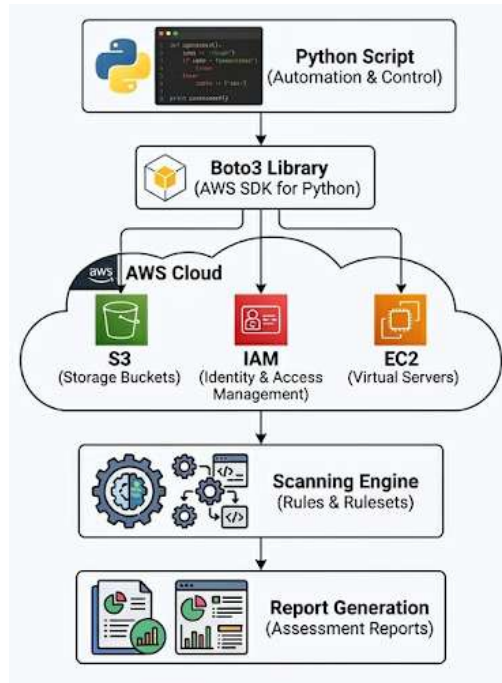 Python Script
(Automation & Control)
Boto3 Library
(AWS SDK for Python)
aws
AWS Cloud
S3
(Storage Buckets)
IAM
(Identity & Access
Management)
EC2
(Virtual Servers)
Scanning Engine
(Rules & Rulesets)
Report Generation
(Assessment Reports)